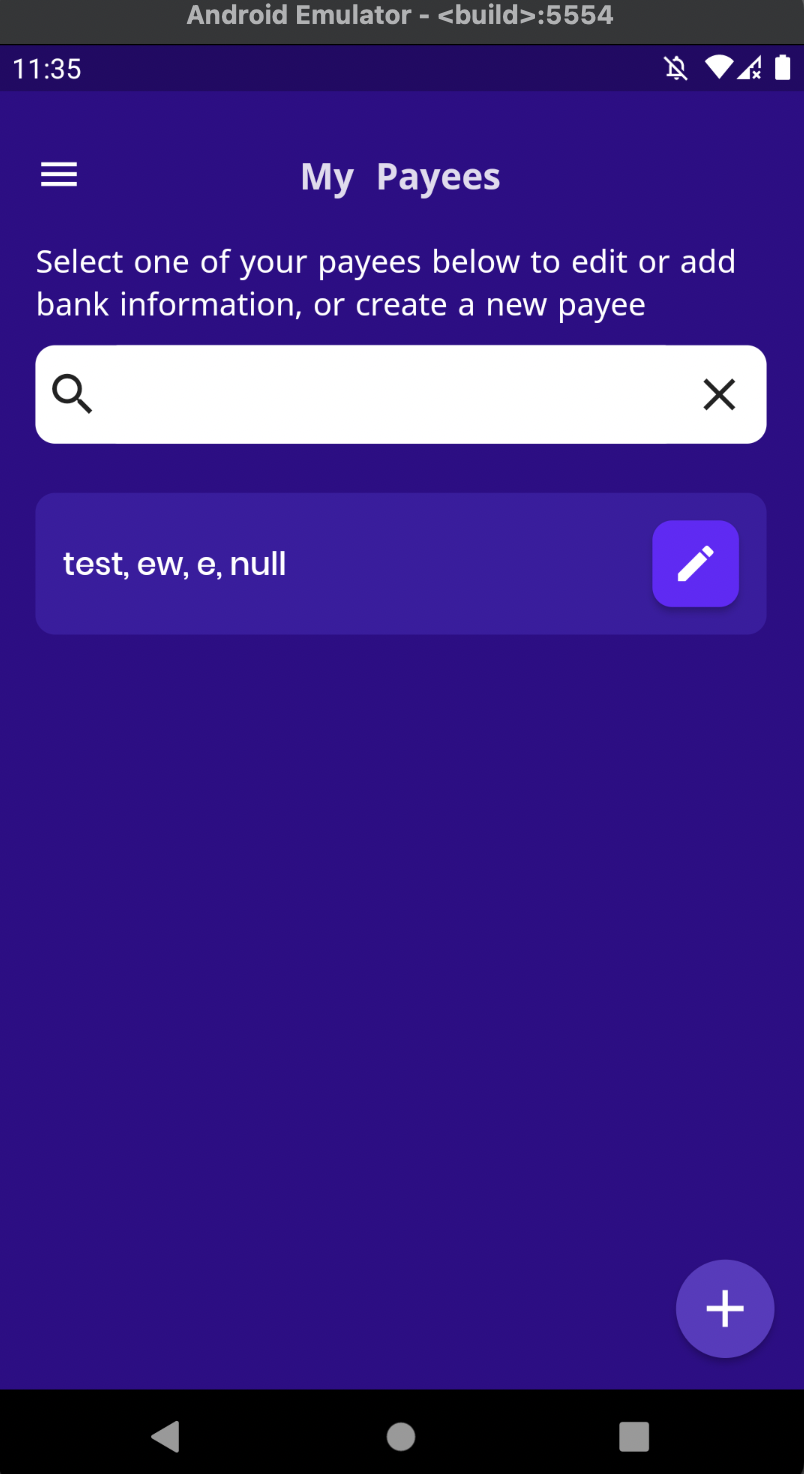 Android Emulator - <build>:5554
11:35
My Payees
Select one of your payees below to edit or add
bank information, or create a new payee
test, ew, e, null